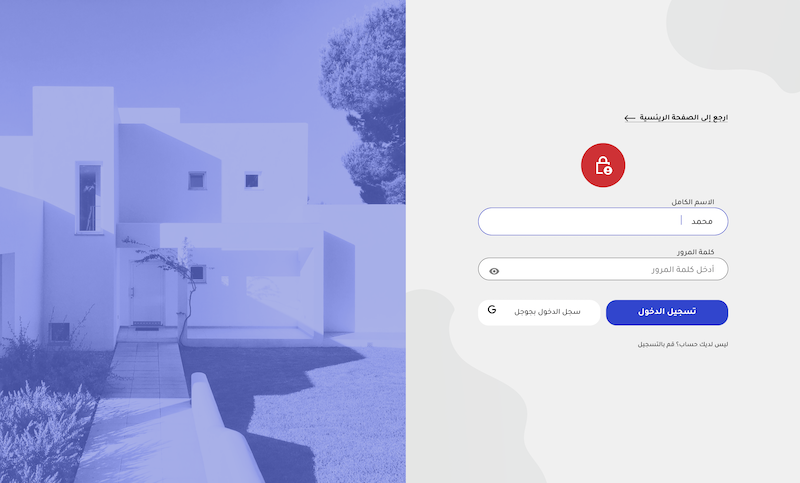 ارجع إلى الصفحة الرئيسية
الاسم الكامل
محمد
كلمة المرور
أدخل كلمة المرور
تسجيل الدخول
سجل الدخول بجوجل
ليس لديك حساب؟ قم بالتسجيل